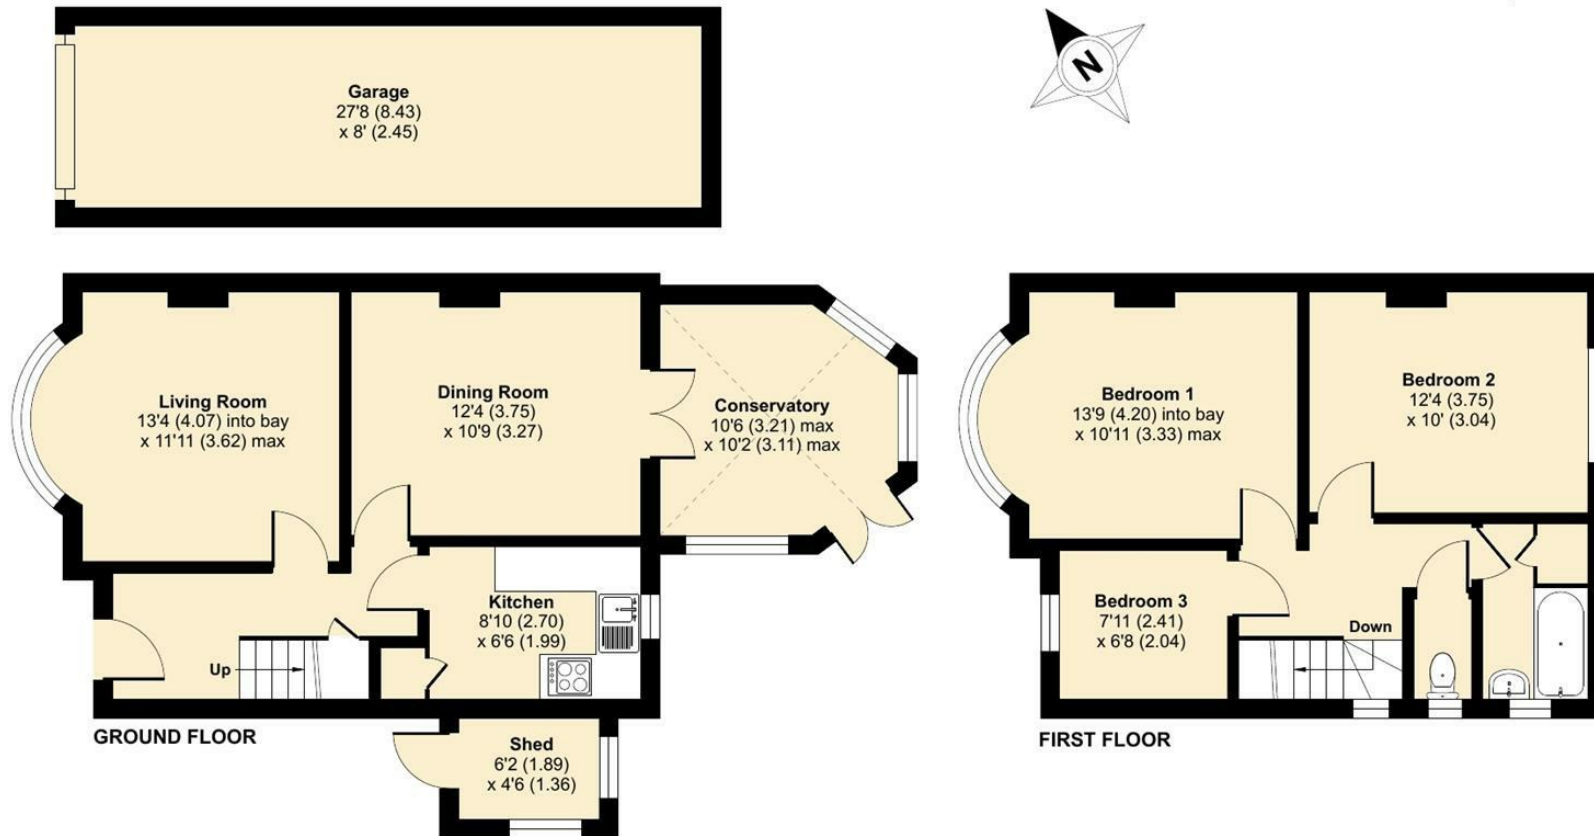 Garage
27'8 (8.43)
x 8' (2.45)
N
Living Room
13'4 (4.07) into bay
x 11'11 (3.62) max
Dining Room
12'4 (3.75)
x 10'9 (3.27)
Conservatory
10'6 (3.21) max
x 10'2 (3.11) max
Kitchen
8'10 (2.70)
x 6'6 (1.99)
Up
GROUND FLOOR
Shed
6'2 (1.89)
x 4'6 (1.36)
Bedroom 1
13'9 (4.20) into bay
x 10'11 (3.33) max
Bedroom 2
12'4 (3.75)
x 10' (3.04)
Bedroom 3
7'11 (2.41)
x 6'8 (2.04)
Down
FIRST FLOOR